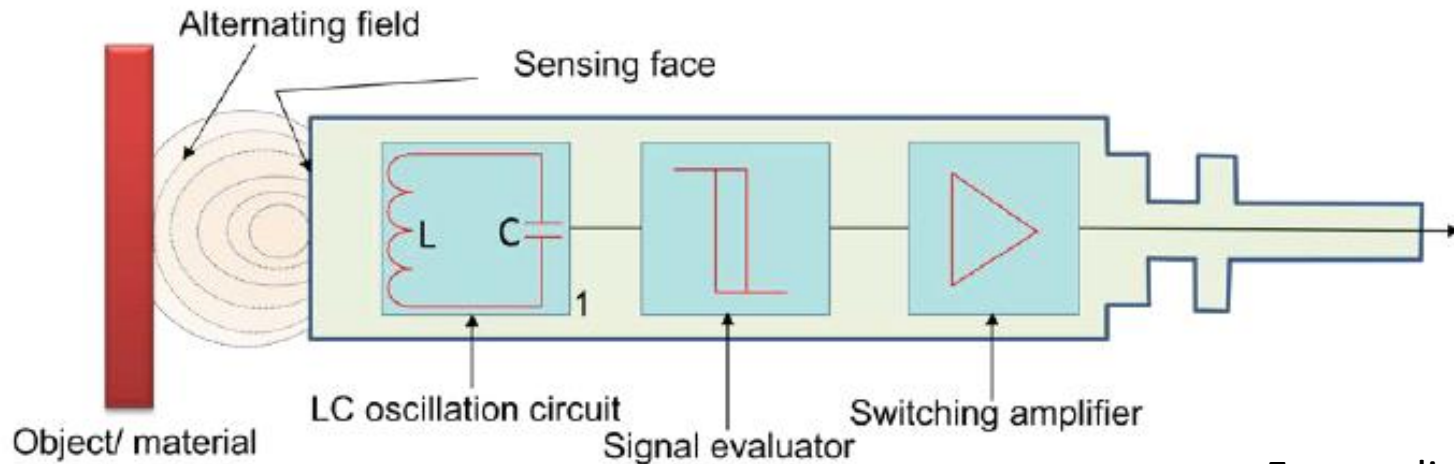 Alternating field
Sensing face
L
C
1
LC oscillation circuit
Switching amplifier
Object/ material
Signal evaluator